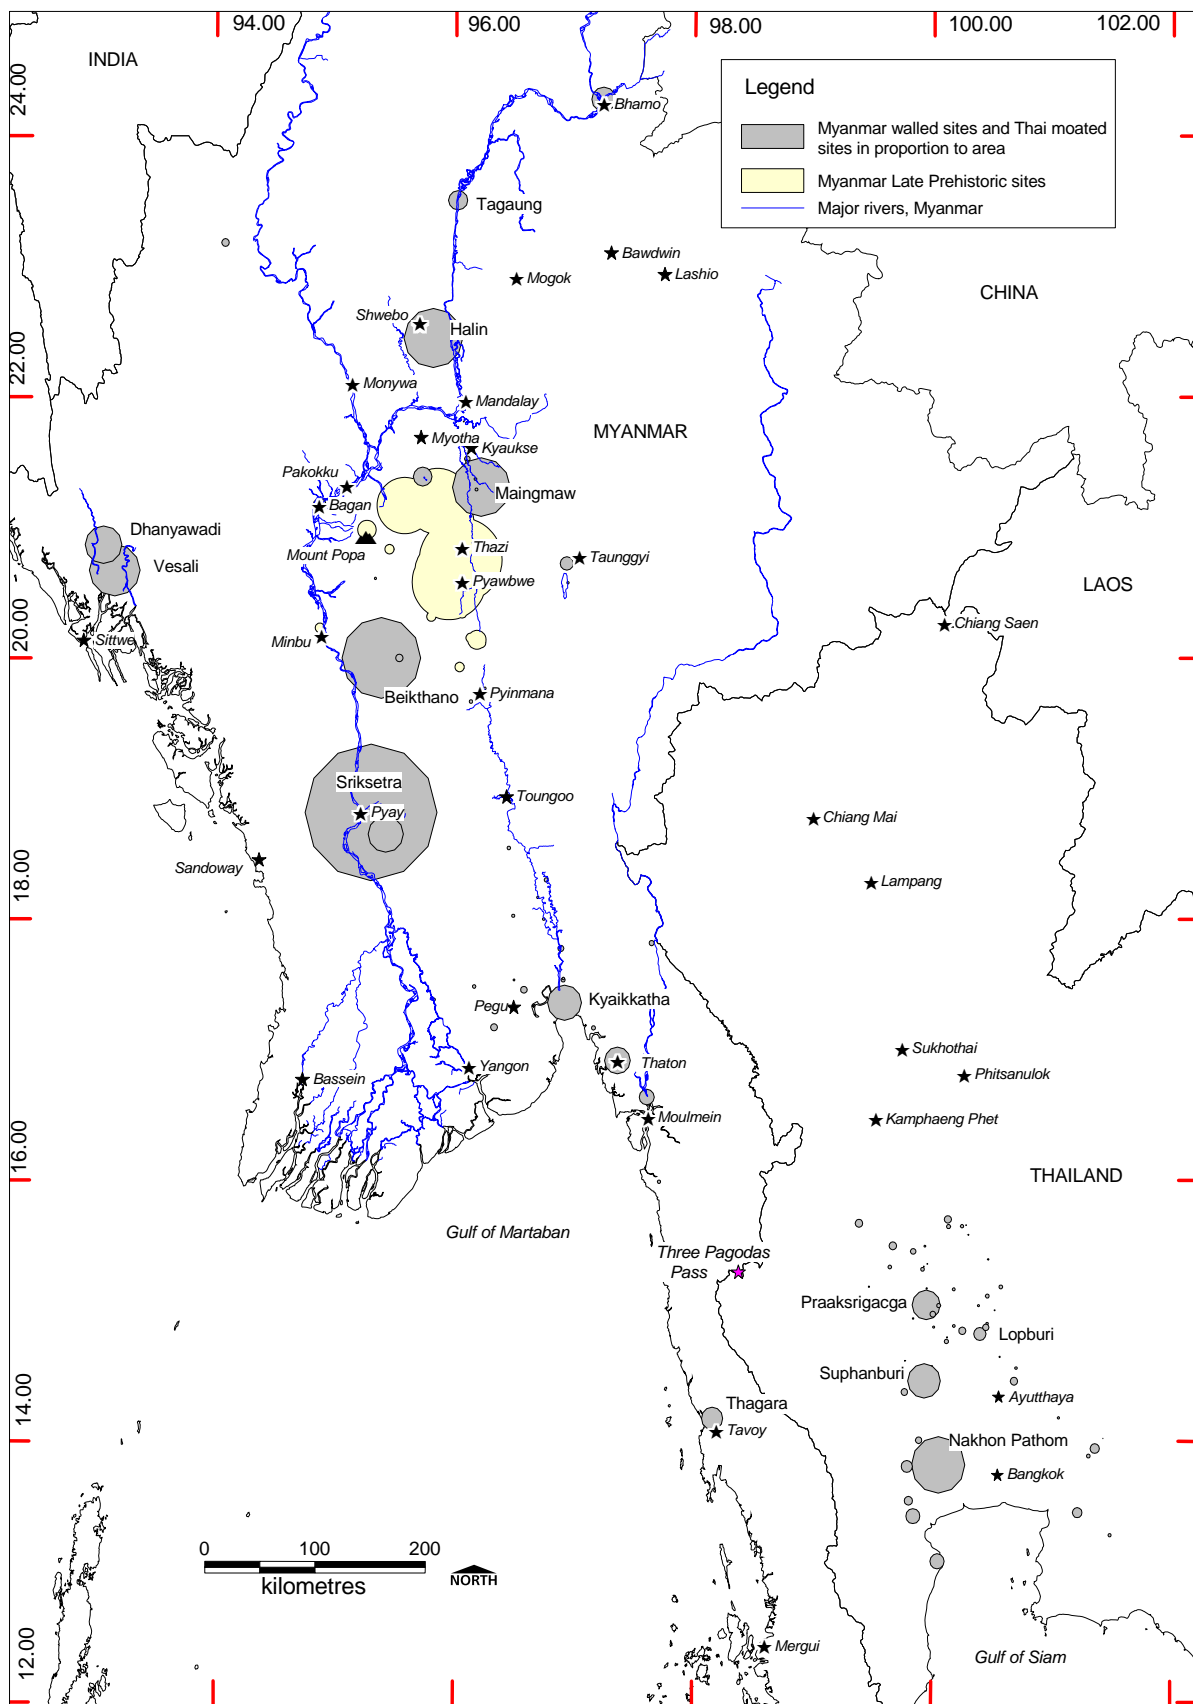 94.00
96.00
98.00
100.00
102.00
24.00
22.00
20.00
18.00
16.00
14.00
12.00
INDIA
Legend
Myanmar walled sites and Thai moated
sites in proportion to area
Myanmar Late Prehistoric sites
Major rivers, Myanmar
Bhamo
Tagaung
Bawdwin
Lashio
Mogok
CHINA
Shwebo
Halin
Monywa
Mandalay
MYANMAR
Myotha
Kyaukse
Pakokku
Maingmaw
Bagan
Dhanyawadi
Mount Popa
Thazi
Taunggyi
Vesali
Pyawbwe
LAOS
Chiang Saen
Sittwe
Minbu
Beikthano
Pyinmana
Sriksetra
Toungoo
Pyay
Chiang Mai
Sandoway
Lampang
Kyaikkatha
Pegu
Sukhothai
Thaton
Yangon
Phitsanulok
Bassein
Moulmein
Kamphaeng Phet
THAILAND
Gulf of Martaban
Three Pagodas
Pass
Praaksrigacga
Lopburi
Suphanburi
Ayutthaya
Thagara
Tavoy
Nakhon Pathom
Bangkok
0
100
200
kilometres
NORTH
Mergui
Gulf of Siam